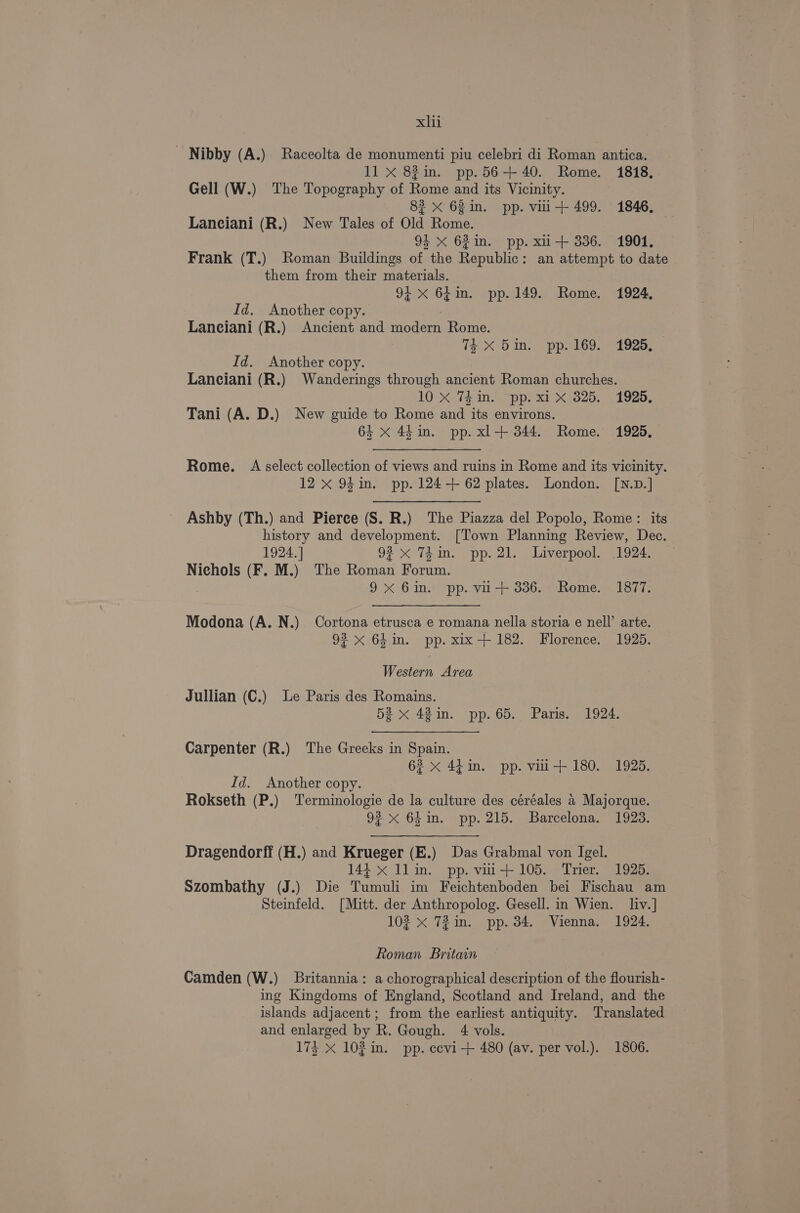 xlii
Nibby (A.) Raceolta de monumenti piu celebri di Roman antica.
11 × 8¾ in. pp. 56 + 40. Rome. 1818.
Gell (W.) The Topography of Rome and its Vicinity.
8¾ × 6¾ in. pp. viii + 499. 1846.
Lanciani (R.) New Tales of Old Rome.
9½ × 6¾ in. pp. xii + 336. 1901.
Frank (T.) Roman Buildings of the Republic: an attempt to date
them from their materials.
9½ × 6½ in. pp. 149. Rome. 1924.
Id. Another copy.
Lanciani (R.) Ancient and modern Rome.
7½ × 5 in. pp. 169. 1925.
Id. Another copy.
Lanciani (R.) Wanderings through ancient Roman churches.
10 × 7½ in. pp. xi × 325. 1925.
Tani (A. D.) New guide to Rome and its environs.
6½ × 4½ in. pp. xl + 344. Rome. 1925.
Rome. A select collection of views and ruins in Rome and its vicinity.
12 × 9½ in. pp. 124 + 62 plates. London. [N.D.]
Ashby (Th.) and Pierce (S. R.) The Piazza del Popolo, Rome: its
history and development. [Town Planning Review, Dec.
1924.] 9¾ × 7½ in. pp. 21. Liverpool. 1924.
Nichols (F. M.) The Roman Forum.
9 × 6 in. pp. vii + 336. Rome. 1877.
Modona (A. N.) Cortona etrusca e romana nella storia e nell' arte.
9¾ × 6½ in. pp. xix + 182. Florence. 1925.
Western Area
Jullian (C.) Le Paris des Romains.
5¾ × 4¾ in. pp. 65. Paris. 1924.
Carpenter (R.) The Greeks in Spain.
6¾ × 4½ in. pp. viii + 180. 1925.
Id. Another copy.
Rokseth (P.) Terminologie de la culture des céréales à Majorque.
9¾ × 6½ in. pp. 215. Barcelona. 1923.
Dragendorff (H.) and Krueger (E.) Das Grabmal von Igel.
14½ × 11 in. pp. viii + 105. Trier. 1925.
Szombathy (J.) Die Tumuli im Feichtenboden bei Fischau am
Steinfeld. [Mitt. der Anthropolog. Gesell. in Wien. liv.]
10¾ × 7¾ in. pp. 34. Vienna. 1924.
Roman Britain
Camden (W.) Britannia: a chorographical description of the flourish-
ing Kingdoms of England, Scotland and Ireland, and the
islands adjacent; from the earliest antiquity. Translated
and enlarged by R. Gough. 4 vols.
17½ × 10¾ in. pp. ccvi + 480 (av. per vol.). 1806.